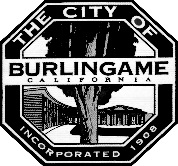 THE CITY OF
BURLINGAME
CALIFORNIA
INCORPORATED 1908